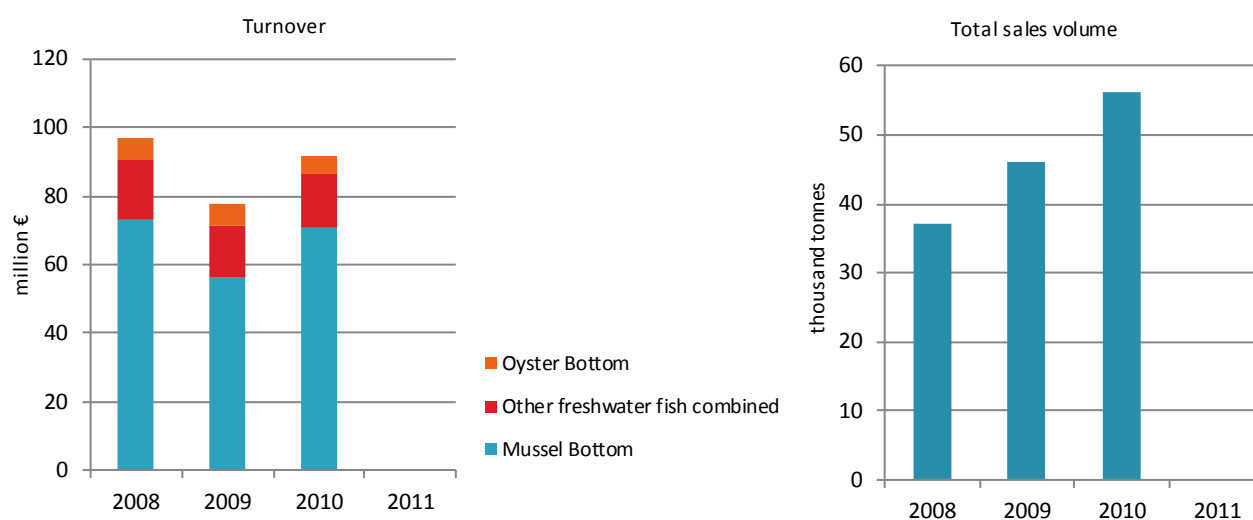 Turnover
120
100
80
60
40
20
0
million €
2008 2009 2010 2011
Oyster Bottom
Other freshwater fish combined
Mussel Bottom
Total sales volume
60
50
40
30
20
10
0
thousand tonnes
2008 2009 2010 2011